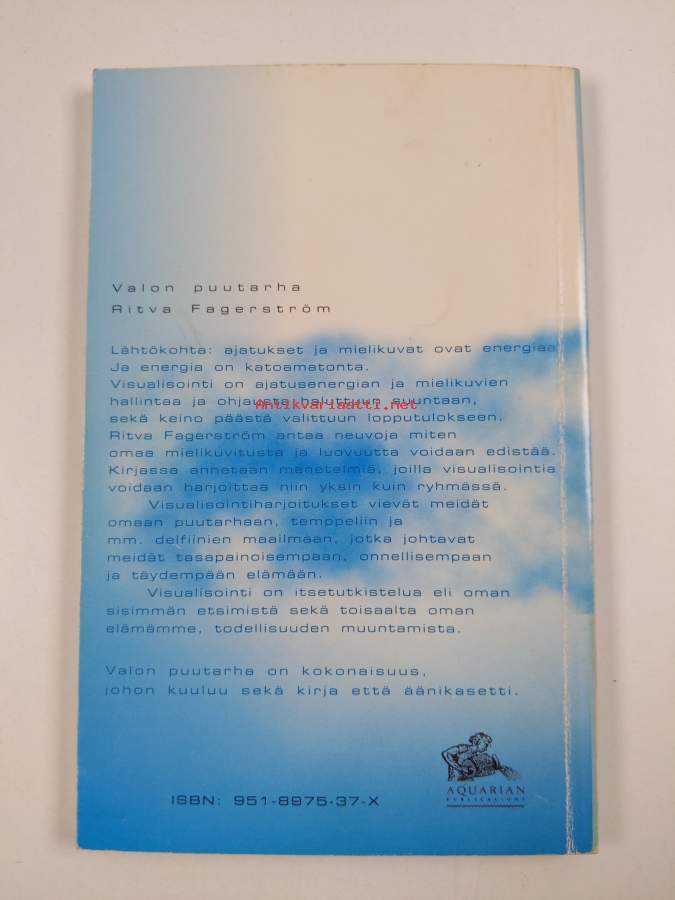 Valon puutarha
Ritva Fagerström
Lähtökohta: ajatukset ja mielikuvat ovat energiaa
Ja energia on katoamatonta.
Visualisointi on ajatusenergian ja mielikuvien
hallintaa ja ohjausta haluttuun suuntaan,
Antikvariaatti.net
sekä keino päästä valittuun lopputulokseen.
Ritva Fagerström antaa neuvoja miten
omaa mielikuvitusta ja luovuutta voidaan edistää.
Kirjassa annetaan menetelmiä, joilla visualisointia
voidaan harjoittaa niin yksin kuin ryhmässä.
Visualisointiharjoitukset vievät meidät
omaan puutarhaan, temppeliin ja
mm. delfiinien maailmaan, jotka johtavat
meidät tasapainoisempaan, onnellisempaan
ja täydempään elämään.
Visualisointi on itsetutkistelua eli oman
sisimmän etsimistä sekä toisaalta oman
elämämme, todellisuuden muuntamista.
Valon puutarha on kokonaisuus,
johon kuuluu sekä kirja että äänikasetti.
AQUARIAN
PUBLICATIONS
ISBN: 951-8975-37-X